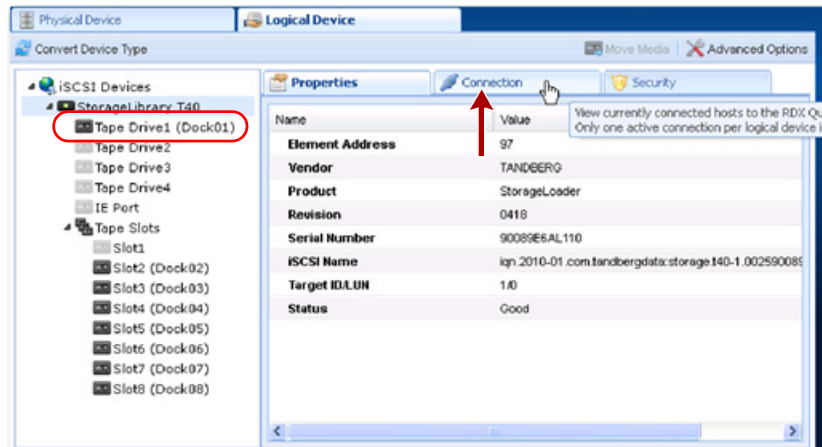 Physical Device
Logical Device
Convert Device Type
Move Media
Advanced Options
iSCSI Devices
StorageLibrary T40
Tape Drive1 (Dock01)
Tape Drive2
Tape Drive3
Tape Drive4
IE Port
Tape Slots
Slot1
Slot2 (Dock02)
Slot3 (Dock03)
Slot4 (Dock04)
Slot5 (Dock05)
Slot6 (Dock06)
Slot7 (Dock07)
Slot8 (Dock08)
Properties
Connection
Security
View currently connected hosts to the RDX Qu
Only one active connection per logical device i
Name Value
Element Address 97
Vendor TANDBERG
Product StorageLoader
Revision 0418
Serial Number 90089E6AL110
iSCSI Name iqn.2010-01.com.tandbergdata:storage.t40-1.002590089
Target ID/LUN 1/0
Status Good